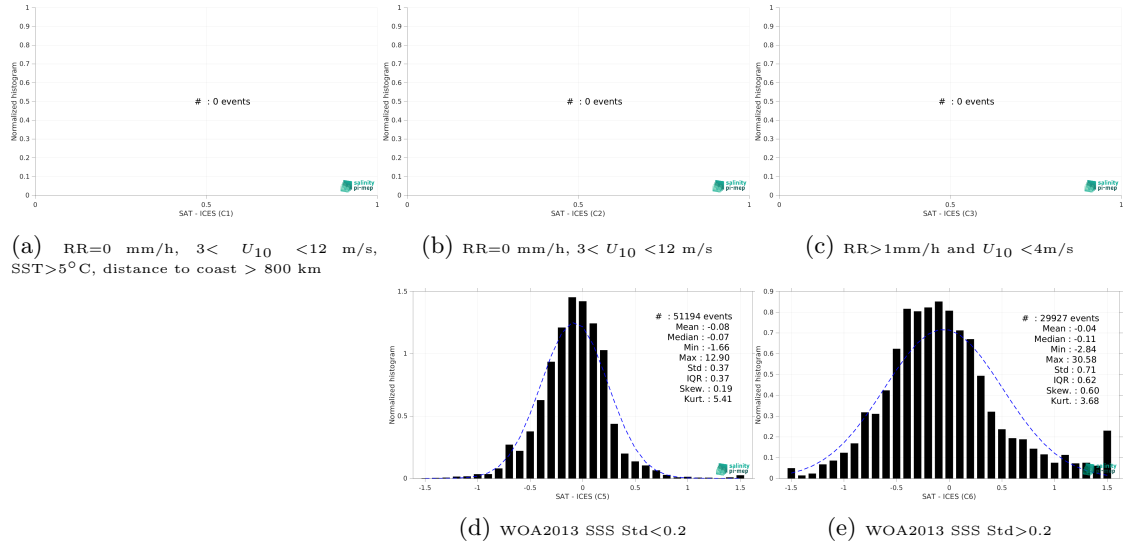 1
0.9
0.8
0.7
0.6
0.5
0.4
0.3
0.2
0.1
0
Normalized histogram
# : 0 events
salinity
pi-mep
0 0.5 1
SAT - ICES (C1)
1
0.9
0.8
0.7
0.6
0.5
0.4
0.3
0.2
0.1
0
Normalized histogram
# : 0 events
salinity
pi-mep
0 0.5 1
SAT - ICES (C2)
1
0.9
0.8
0.7
0.6
0.5
0.4
0.3
0.2
0.1
0
Normalized histogram
# : 0 events
salinity
pi-mep
0 0.5 1
SAT - ICES (C3)
(a) RR=0 mm/h, 3< U10 <12 m/s,
SST>5°C, distance to coast > 800 km
(b) RR=0 mm/h, 3< U10 <12 m/s
(c) RR>1mm/h and U10 <4m/s
1.5
1
0.5
0
Normalized histogram
# : 51194 events
Mean : -0.08
Median : -0.07
Min : -1.66
Max : 12.90
Std : 0.37
IQR : 0.37
Skew. : 0.19
Kurt. : 5.41
salinity
pi-mep
-1.5 -1 -0.5 0 0.5 1 1.5
SAT - ICES (C5)
0.9
0.8
0.7
0.6
0.5
0.4
0.3
0.2
0.1
0
Normalized histogram
# : 29927 events
Mean : -0.04
Median : -0.11
Min : -2.84
Max : 30.58
Std : 0.71
IQR : 0.62
Skew. : 0.60
Kurt. : 3.68
salinity
pi-mep
-1.5 -1 -0.5 0 0.5 1 1.5
SAT - ICES (C6)
(d) WOA2013 SSS Std<0.2
(e) WOA2013 SSS Std>0.2